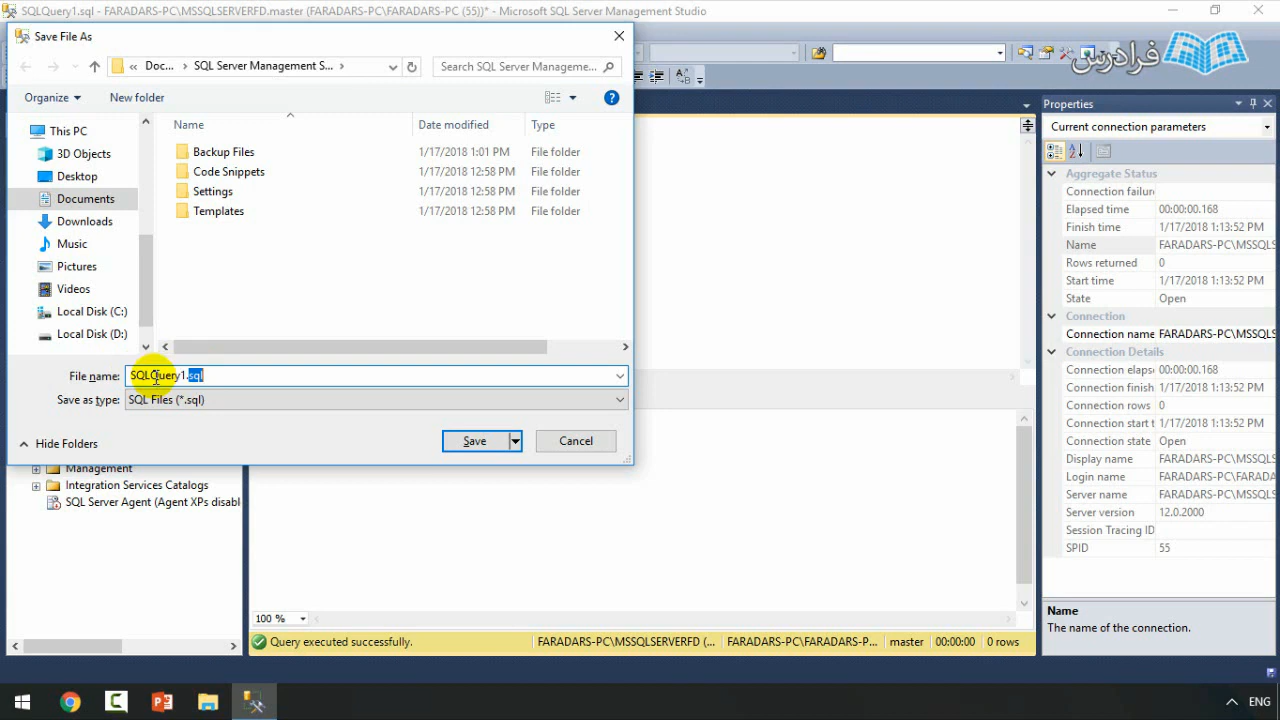 SQLQuery1.sql - FARADARS-PC\MSSQLSERVERFD.master (FARADARS-PC\FARADARS-PC (55))* - Microsoft SQL Server Management Studio
Save File As
فرادرس
« Doc... › SQL Server Management S... ›
Search SQL Server Manageme...
Organize
New folder
This PC
3D Objects
Desktop
Documents
Downloads
Music
Pictures
Videos
Local Disk (C:)
Local Disk (D:)
Name Date modified Type
Backup Files 1/17/2018 1:01 PM File folder
Code Snippets 1/17/2018 12:58 PM File folder
Settings 1/17/2018 12:58 PM File folder
Templates 1/17/2018 12:58 PM File folder
File name: SQLQuery1.sql
Save as type: SQL Files (*.sql)
Hide Folders
Save
Cancel
Management
Integration Services Catalogs
SQL Server Agent (Agent XPs disabl
100 %
Query executed successfully.
FARADARS-PC\MSSQLSERVERFD (... FARADARS-PC\FARADARS-P... master 00:00:00 0 rows
Properties
Current connection parameters
Aggregate Status
Connection failur
Elapsed time 00:00:00.168
Finish time 1/17/2018 1:13:52 PM
Name FARADARS-PC\MSSQLS
Rows returned 0
Start time 1/17/2018 1:13:52 PM
State Open
Connection
Connection name FARADARS-PC\MSSQLS
Connection Details
Connection elaps 00:00:00.168
Connection finish 1/17/2018 1:13:52 PM
Connection rows 0
Connection start t 1/17/2018 1:13:52 PM
Connection state Open
Display name FARADARS-PC\MSSQLS
Login name FARADARS-PC\FARADA
Server name FARADARS-PC\MSSQLS
Server version 12.0.2000
Session Tracing ID
SPID 55
Name
The name of the connection.
ENG